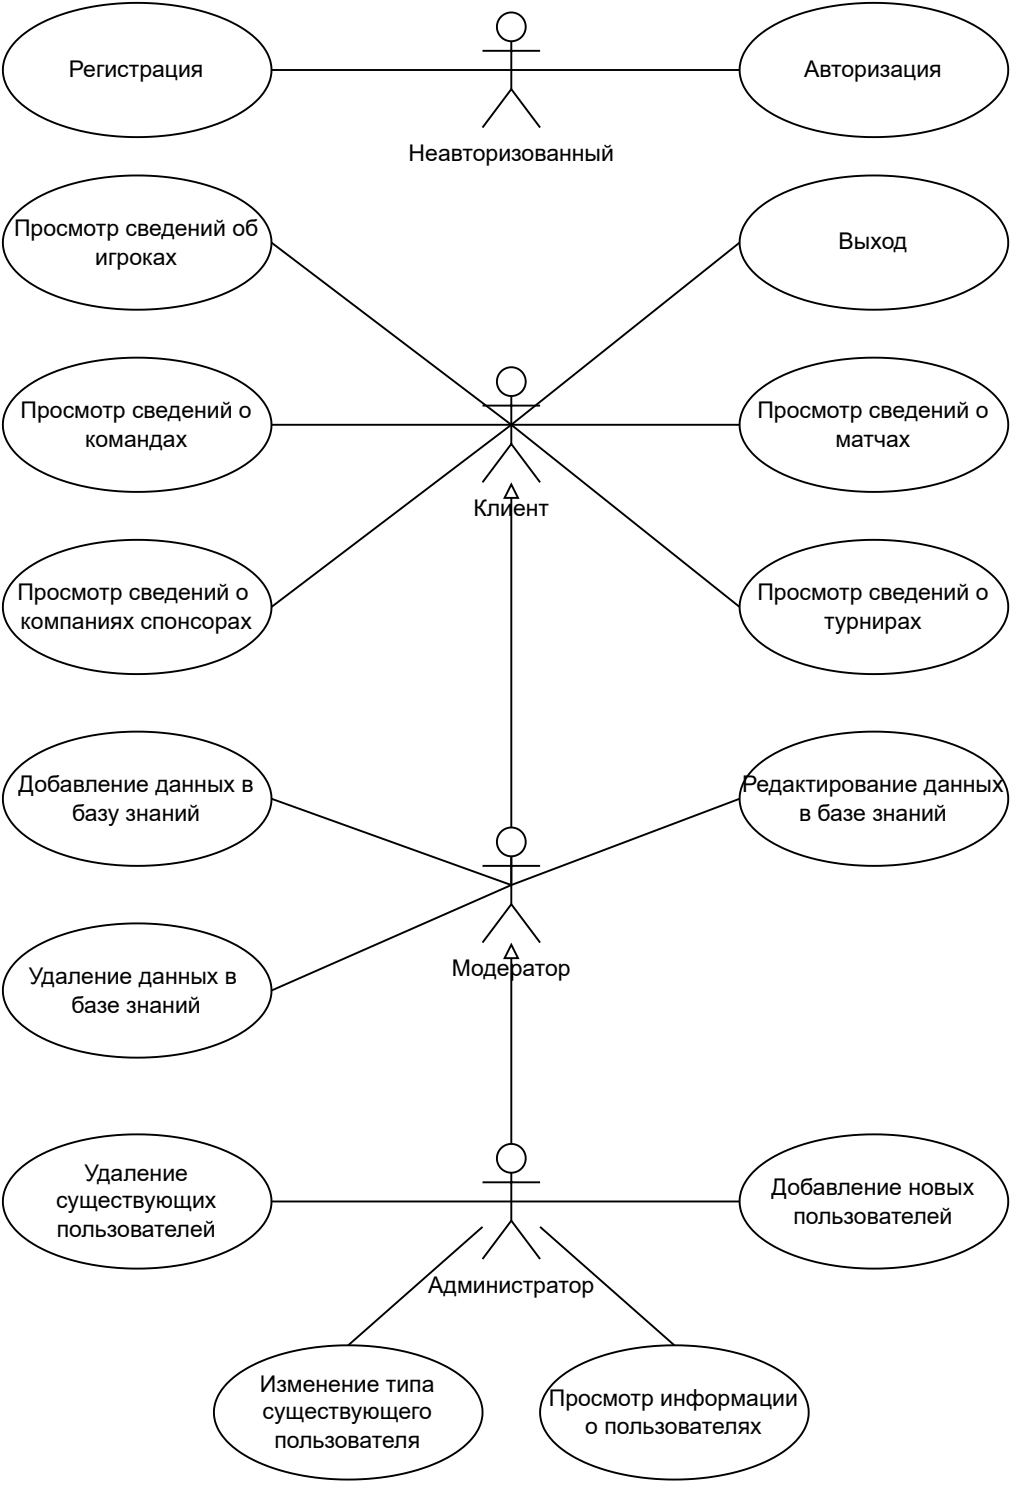 Регистрация
Авторизация
Неавторизованный
Просмотр сведений об
игроках
Выход
Просмотр сведений о
командах
Просмотр сведений о
матчах
Клиент
Просмотр сведений о
компаниях спонсорах
Просмотр сведений о
турнирах
Добавление данных в
базу знаний
Редактирование данных
в базе знаний
Удаление данных в
базе знаний
Модератор
Удаление
существующих
пользователей
Добавление новых
пользователей
Администратор
Изменение типа
существующего
пользователя
Просмотр информации
о пользователях